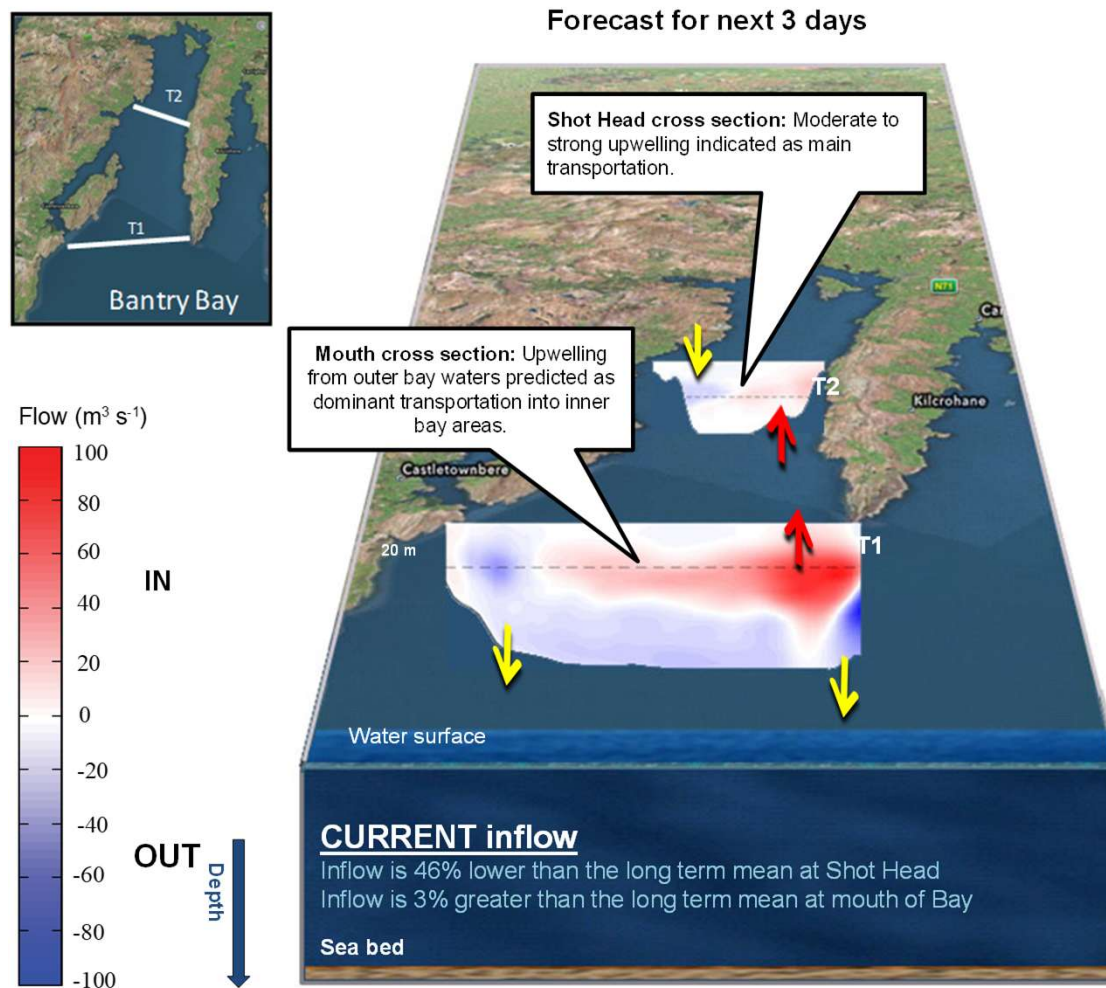 Forecast for next 3 days
T2
T1
Bantry Bay
Shot Head cross section: Moderate to
strong upwelling indicated as main
transportation.
N71
Mouth cross section: Upwelling
from outer bay waters predicted as
dominant transportation into inner
bay areas.
T2
Kilcrohane
Castletownbere
Flow (m³ s⁻¹)
100
80
60
40
20
0
-20
-40
-60
-80
-100
IN
OUT
Depth
20 m
T1
Water surface
CURRENT inflow
Inflow is 46% lower than the long term mean at Shot Head
Inflow is 3% greater than the long term mean at mouth of Bay
Sea bed